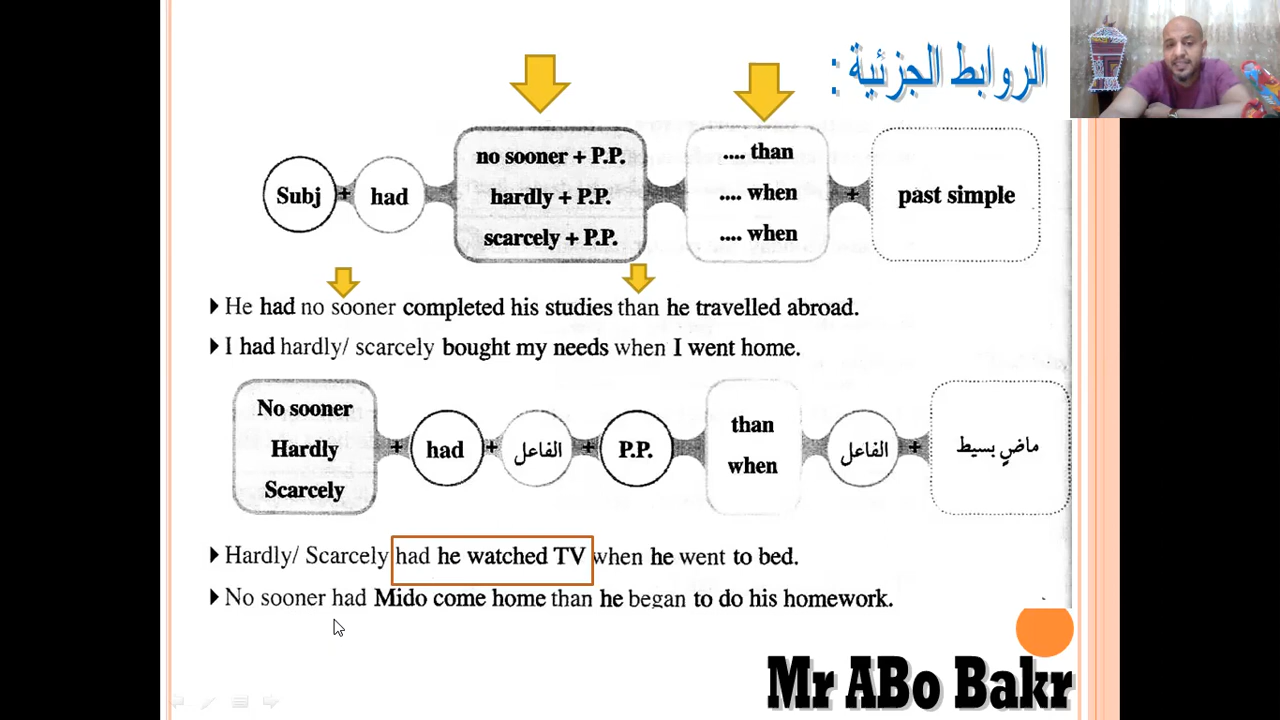 الروابط الجزئية :
Subj + had
no sooner + P.P.
hardly + P.P.
scarcely + P.P.
.... than
.... when
.... when
+ past simple
He had no sooner completed his studies than he travelled abroad.
I had hardly/ scarcely bought my needs when I went home.
No sooner
Hardly
Scarcely
+ had + الفاعل + P.P.
than
when
الفاعل + ماضٍ بسيط
Hardly/ Scarcely had he watched TV when he went to bed.
No sooner had Mido come home than he began to do his homework.
Mr ABo Bakr